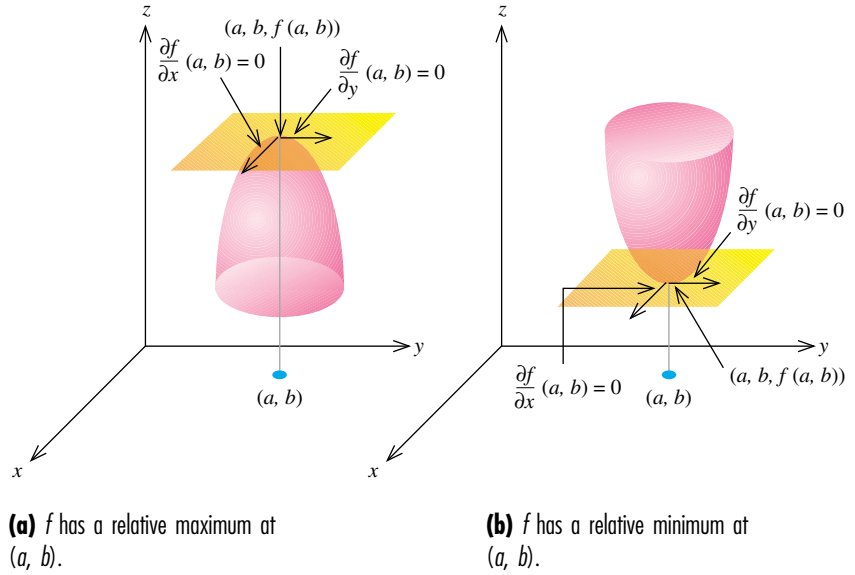 z
(a, b, f (a, b))
∂f/∂x (a, b) = 0
∂f/∂y (a, b) = 0
y
(a, b)
x
(a) f has a relative maximum at
(a, b).
z
∂f/∂y (a, b) = 0
y
∂f/∂x (a, b) = 0
(a, b, f (a, b))
(a, b)
x
(b) f has a relative minimum at
(a, b).